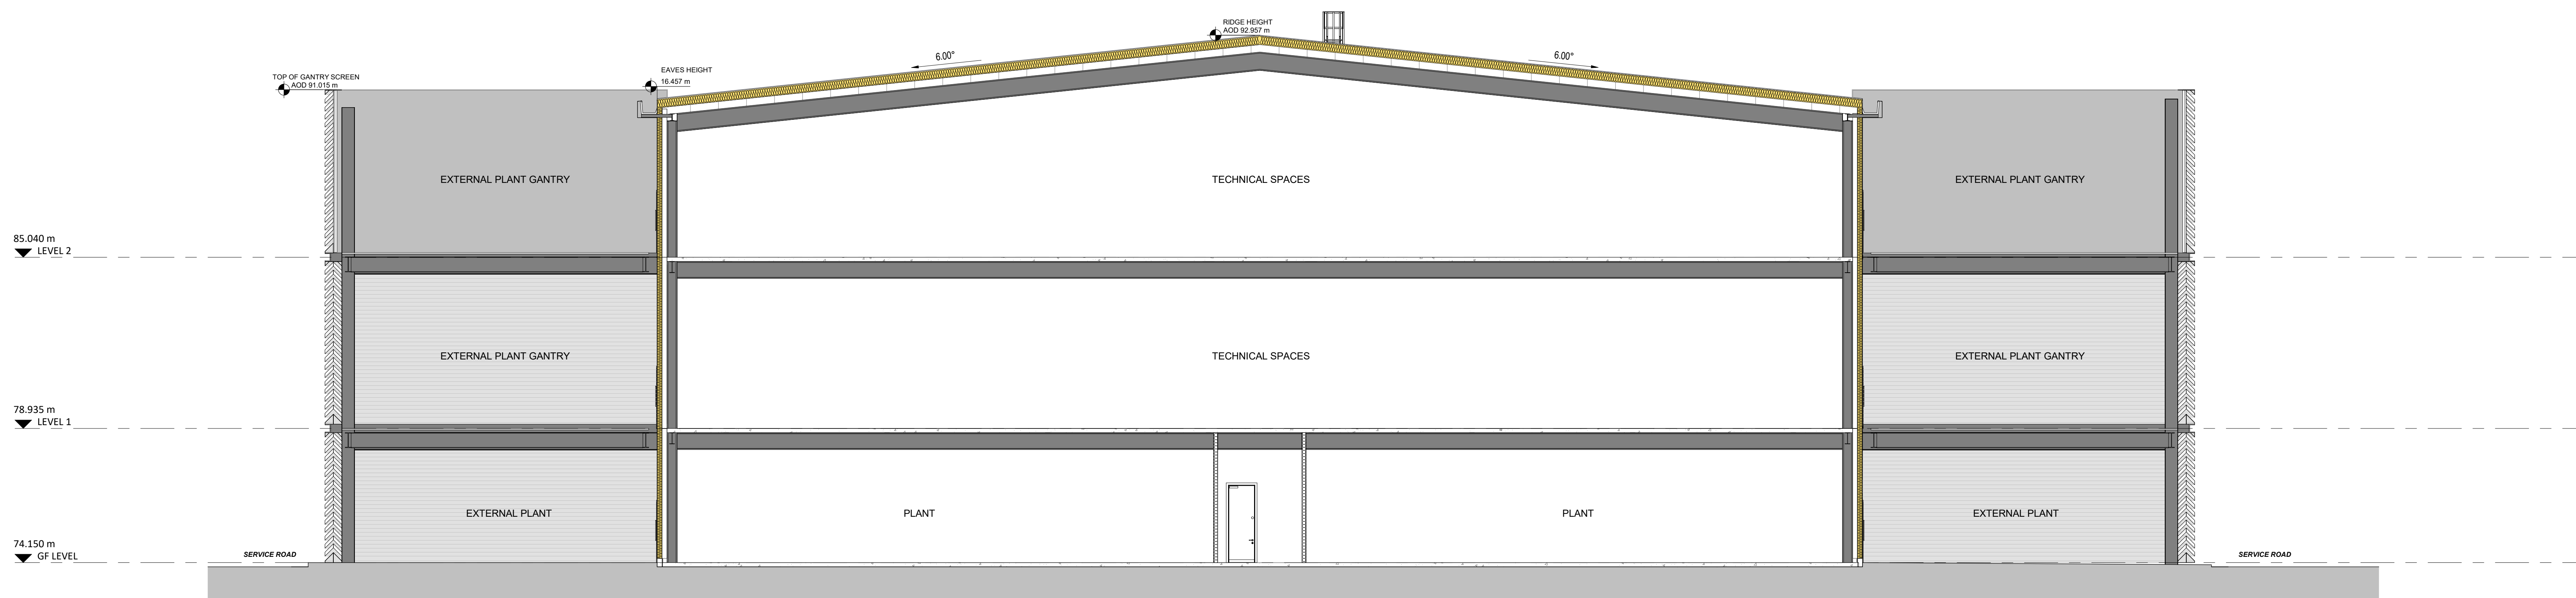 RIDGE HEIGHT
AOD 92.957 m
6.00°
6.00°
EAVES HEIGHT
16.457 m
TOP OF GANTRY SCREEN
AOD 91.015 m
EXTERNAL PLANT GANTRY
TECHNICAL SPACES
EXTERNAL PLANT GANTRY
85.040 m
LEVEL 2
EXTERNAL PLANT GANTRY
TECHNICAL SPACES
EXTERNAL PLANT GANTRY
78.935 m
LEVEL 1
EXTERNAL PLANT
PLANT
PLANT
EXTERNAL PLANT
74.150 m
GF LEVEL
SERVICE ROAD
SERVICE ROAD